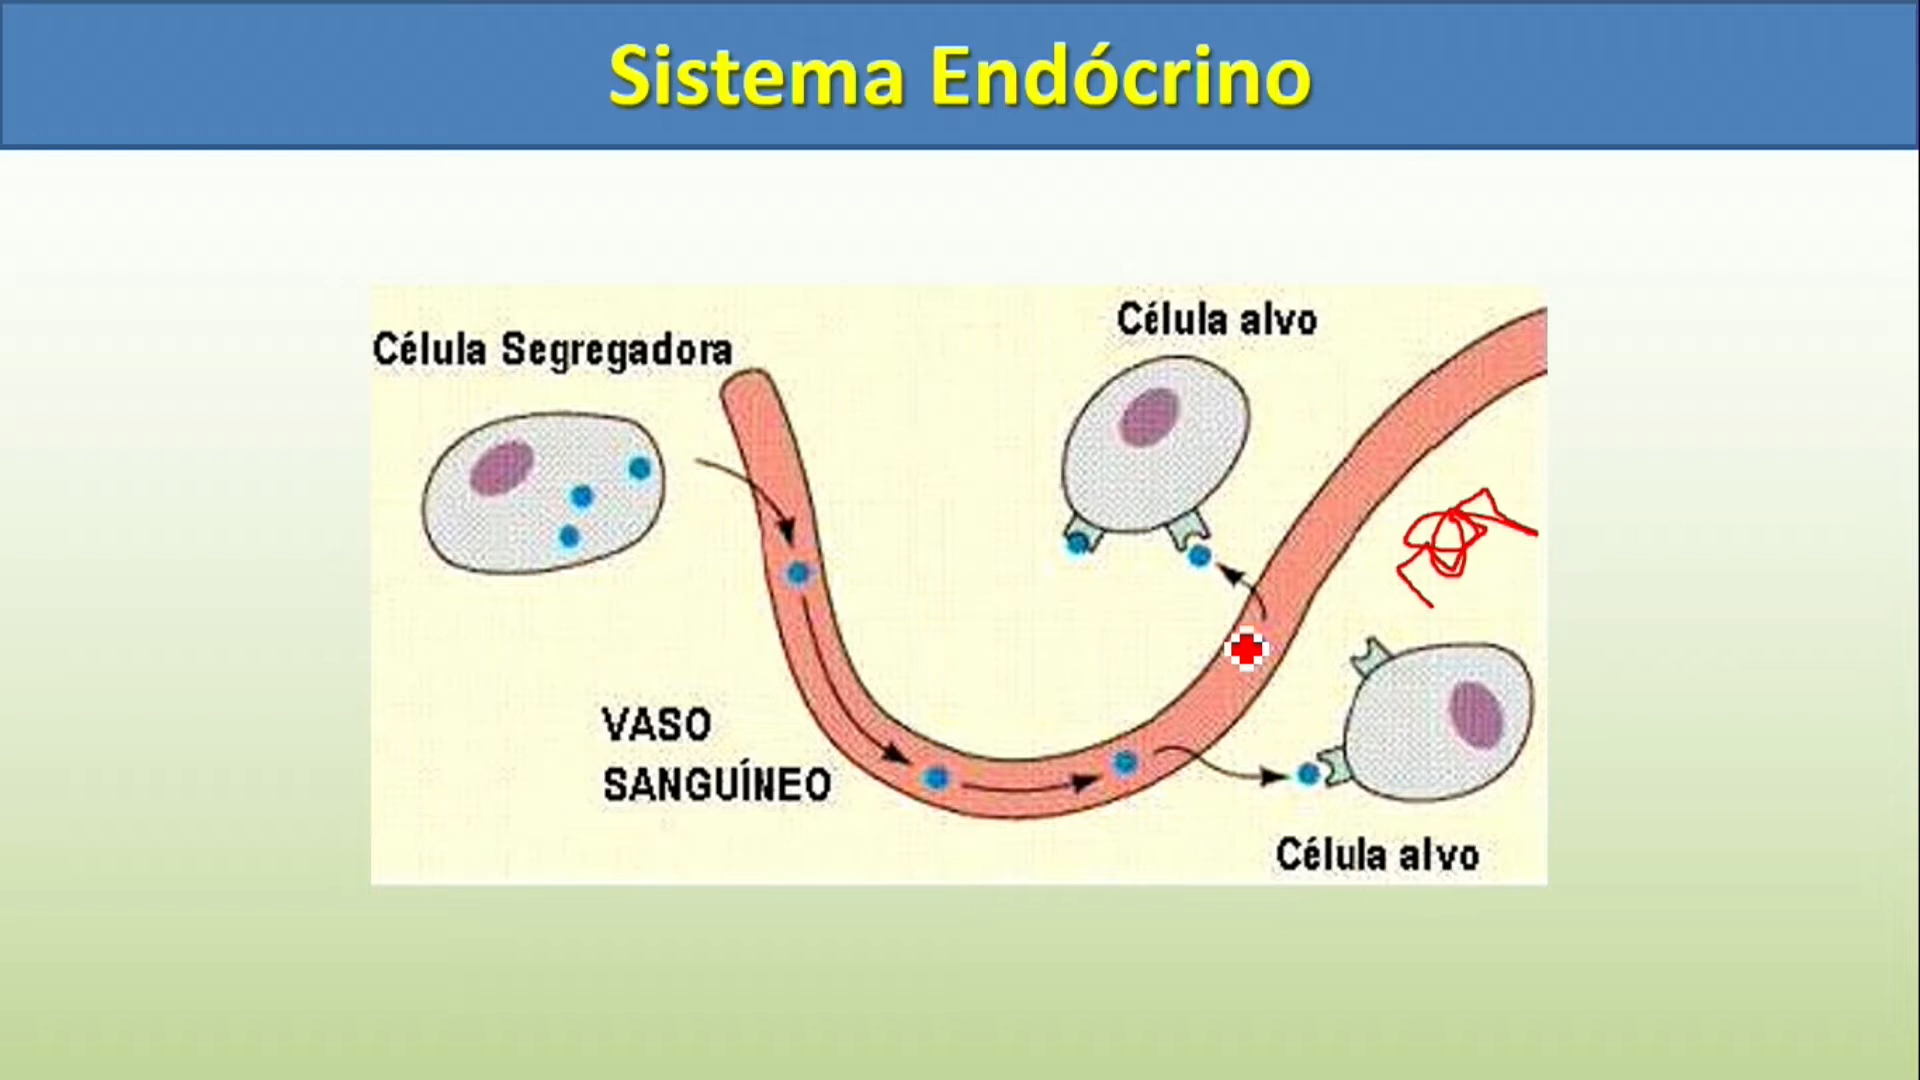 Sistema Endócrino
Célula Segregadora
Célula alvo
VASO
SANGUÍNEO
Célula alvo